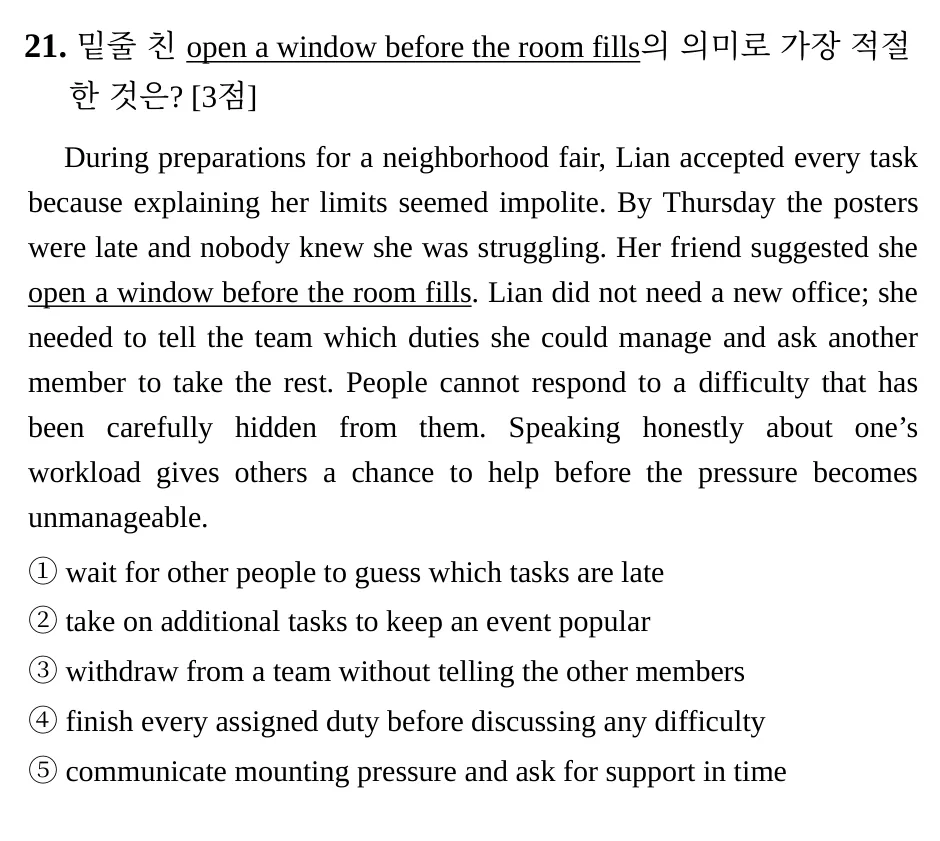 21. 밑줄 친 open a window before the room fills의 의미로 가장 적절
한 것은? [3점]
During preparations for a neighborhood fair, Lian accepted every task
because explaining her limits seemed impolite. By Thursday the posters
were late and nobody knew she was struggling. Her friend suggested she
open a window before the room fills. Lian did not need a new office; she
needed to tell the team which duties she could manage and ask another
member to take the rest. People cannot respond to a difficulty that has
been carefully hidden from them. Speaking honestly about one’s
workload gives others a chance to help before the pressure becomes
unmanageable.
① wait for other people to guess which tasks are late
② take on additional tasks to keep an event popular
③ withdraw from a team without telling the other members
④ finish every assigned duty before discussing any difficulty
⑤ communicate mounting pressure and ask for support in time